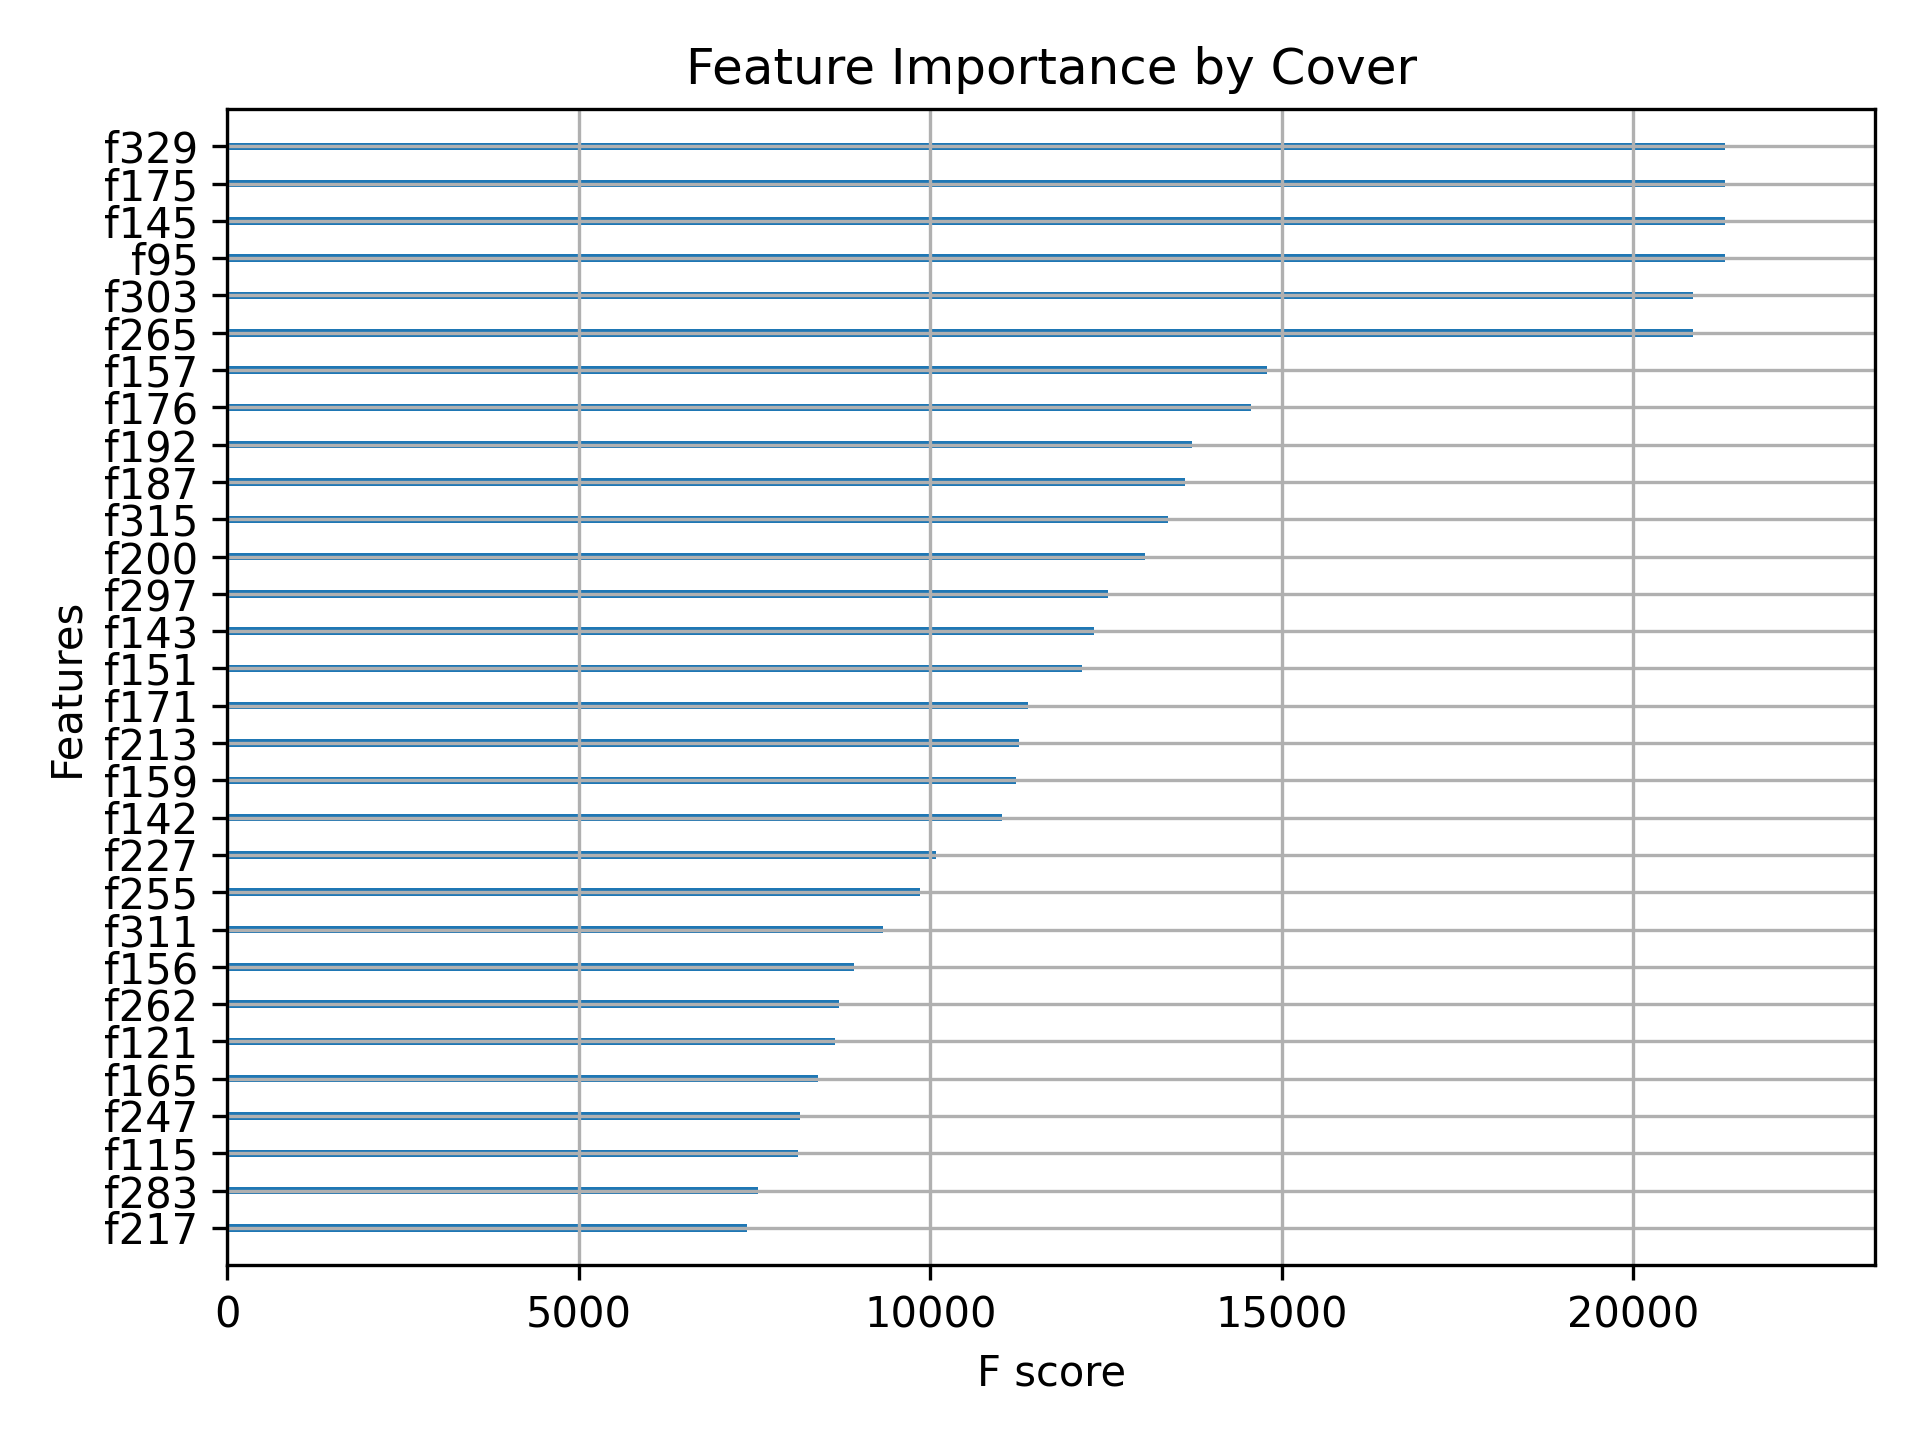 Feature Importance by Cover
f329
f175
f145
f95
f303
f265
f157
f176
f192
f187
f315
f200
f297
f143
f151
f171
f213
f159
f142
f227
f255
f311
f156
f262
f121
f165
f247
f115
f283
f217
Features
0 5000 10000 15000 20000
F score